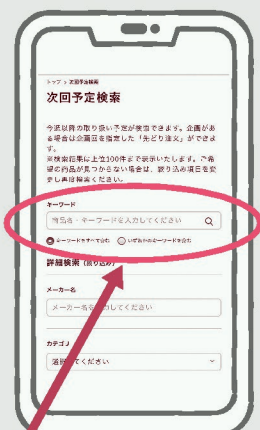 トップ > 次回予定検索
次回予定検索
今週以降の取り扱い予定が検索できます。企画があ
る場合は企画回を指定した「先どり注文」ができま
す。
※検索結果は上位100件まで表示いたします。ご希
望の商品が見つからない場合は、絞り込み項目を変
更し再度検索ください。
キーワード
商品名・キーワードを入力してください
キーワードをすべて含む いずれかのキーワードを含む
詳細検索（絞り込み）
メーカー名
メーカー名を入力してください
カテゴリ
選択してください